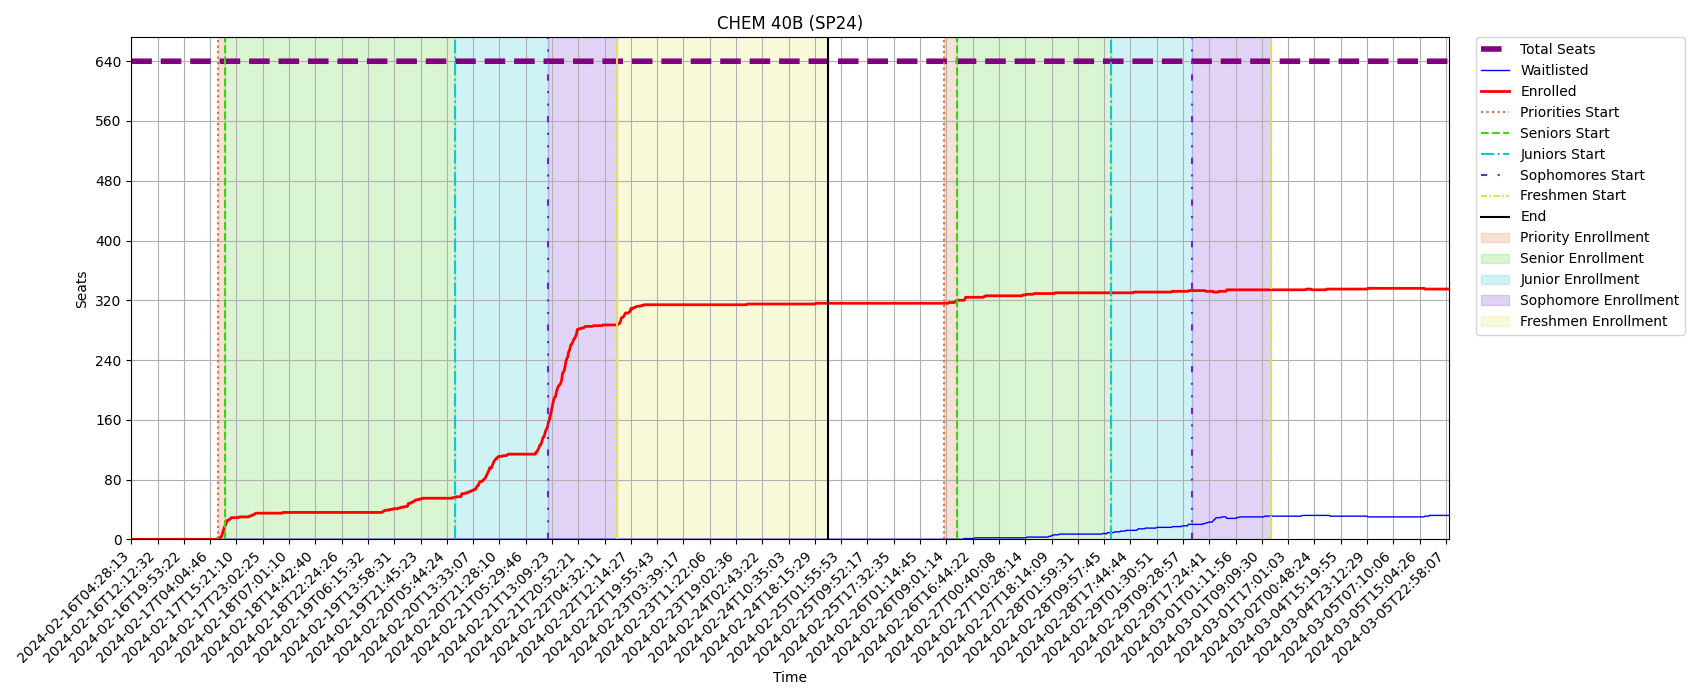 CHEM 40B (SP24)
Seats
640
560
480
400
320
240
160
80
0
2024-02-16T04:28:13
2024-02-16T12:12:32
2024-02-16T19:53:22
2024-02-17T04:04:46
2024-02-17T15:21:10
2024-02-17T23:02:25
2024-02-18T07:01:10
2024-02-18T14:42:40
2024-02-18T22:24:26
2024-02-19T06:15:32
2024-02-19T13:58:31
2024-02-19T21:45:23
2024-02-20T05:44:24
2024-02-20T13:33:07
2024-02-20T21:28:10
2024-02-21T05:29:46
2024-02-21T13:09:23
2024-02-21T20:52:21
2024-02-22T04:32:11
2024-02-22T12:14:27
2024-02-22T19:55:43
2024-02-23T03:39:17
2024-02-23T11:22:06
2024-02-23T19:02:36
2024-02-24T02:43:22
2024-02-24T10:35:03
2024-02-24T18:15:29
2024-02-25T01:55:53
2024-02-25T09:52:17
2024-02-25T17:32:35
2024-02-26T01:14:45
2024-02-26T09:01:14
2024-02-26T16:44:22
2024-02-27T00:40:08
2024-02-27T10:28:14
2024-02-27T18:14:09
2024-02-28T01:59:31
2024-02-28T09:57:45
2024-02-28T17:44:44
2024-02-29T01:30:51
2024-02-29T09:28:57
2024-02-29T17:24:41
2024-03-01T01:11:56
2024-03-01T09:09:30
2024-03-01T17:01:03
2024-03-02T00:48:24
2024-03-04T15:19:55
2024-03-04T23:12:29
2024-03-05T07:10:06
2024-03-05T15:04:26
2024-03-05T22:58:07
Time
Total Seats
Waitlisted
Enrolled
Priorities Start
Seniors Start
Juniors Start
Sophomores Start
Freshmen Start
End
Priority Enrollment
Senior Enrollment
Junior Enrollment
Sophomore Enrollment
Freshmen Enrollment